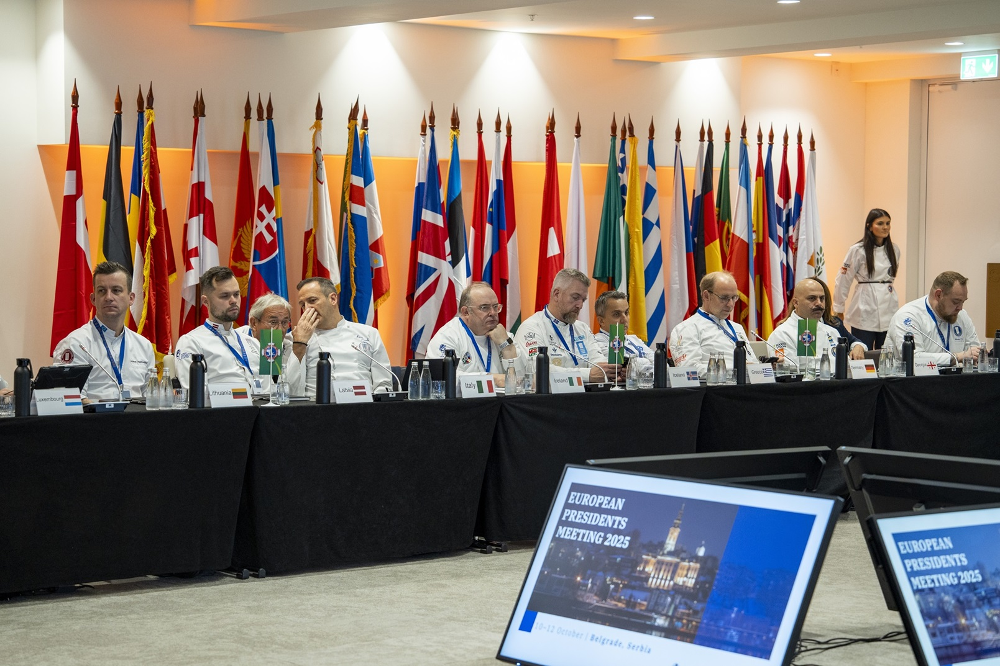 Luxembourg
Lithuania
Latvia
Italy
Ireland
Iceland
Greece
Germany
Georgia
EUROPEAN
PRESIDENTS
MEETING 2025
10-12 October | Belgrade, Serbia
EUROPEAN
PRESIDENTS
MEETING 2025